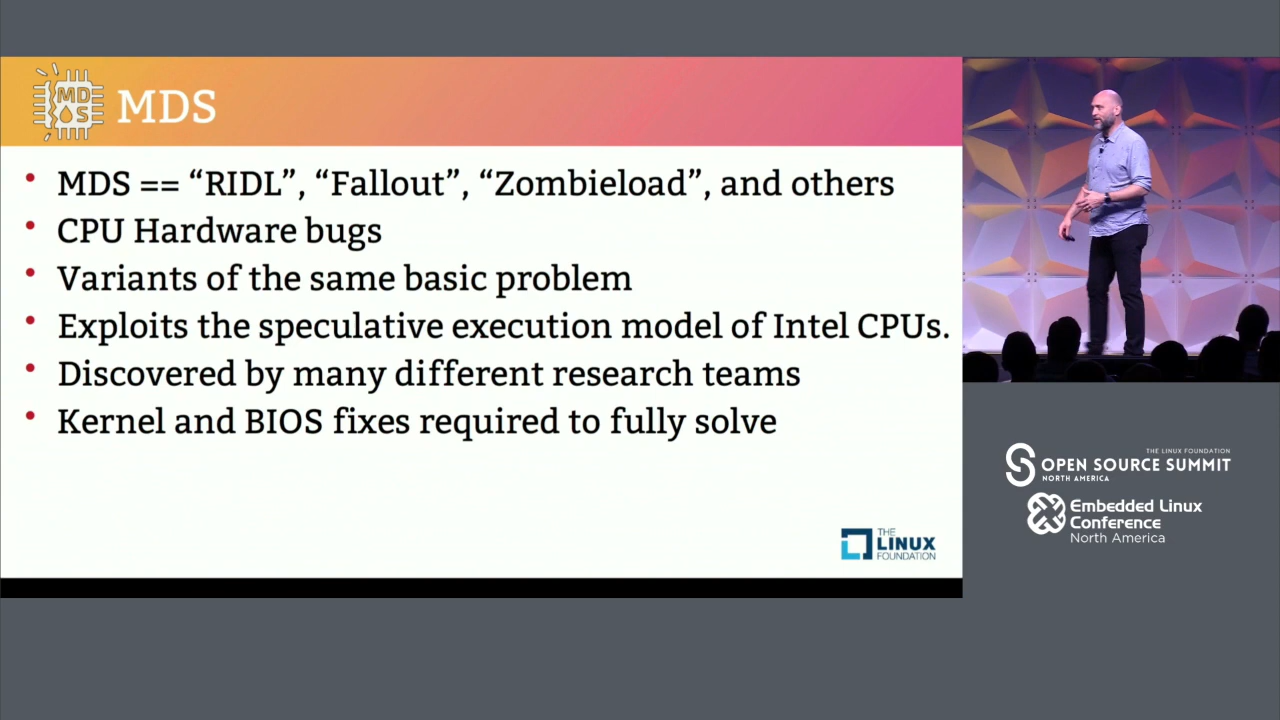 MD
S
MDS
MDS == “RIDL”, “Fallout”, “Zombieload”, and others
CPU Hardware bugs
Variants of the same basic problem
Exploits the speculative execution model of Intel CPUs.
Discovered by many different research teams
Kernel and BIOS fixes required to fully solve
THE
LINUX
FOUNDATION
THE LINUX FOUNDATION
OPEN SOURCE SUMMIT
NORTH AMERICA
Embedded Linux
Conference
North America